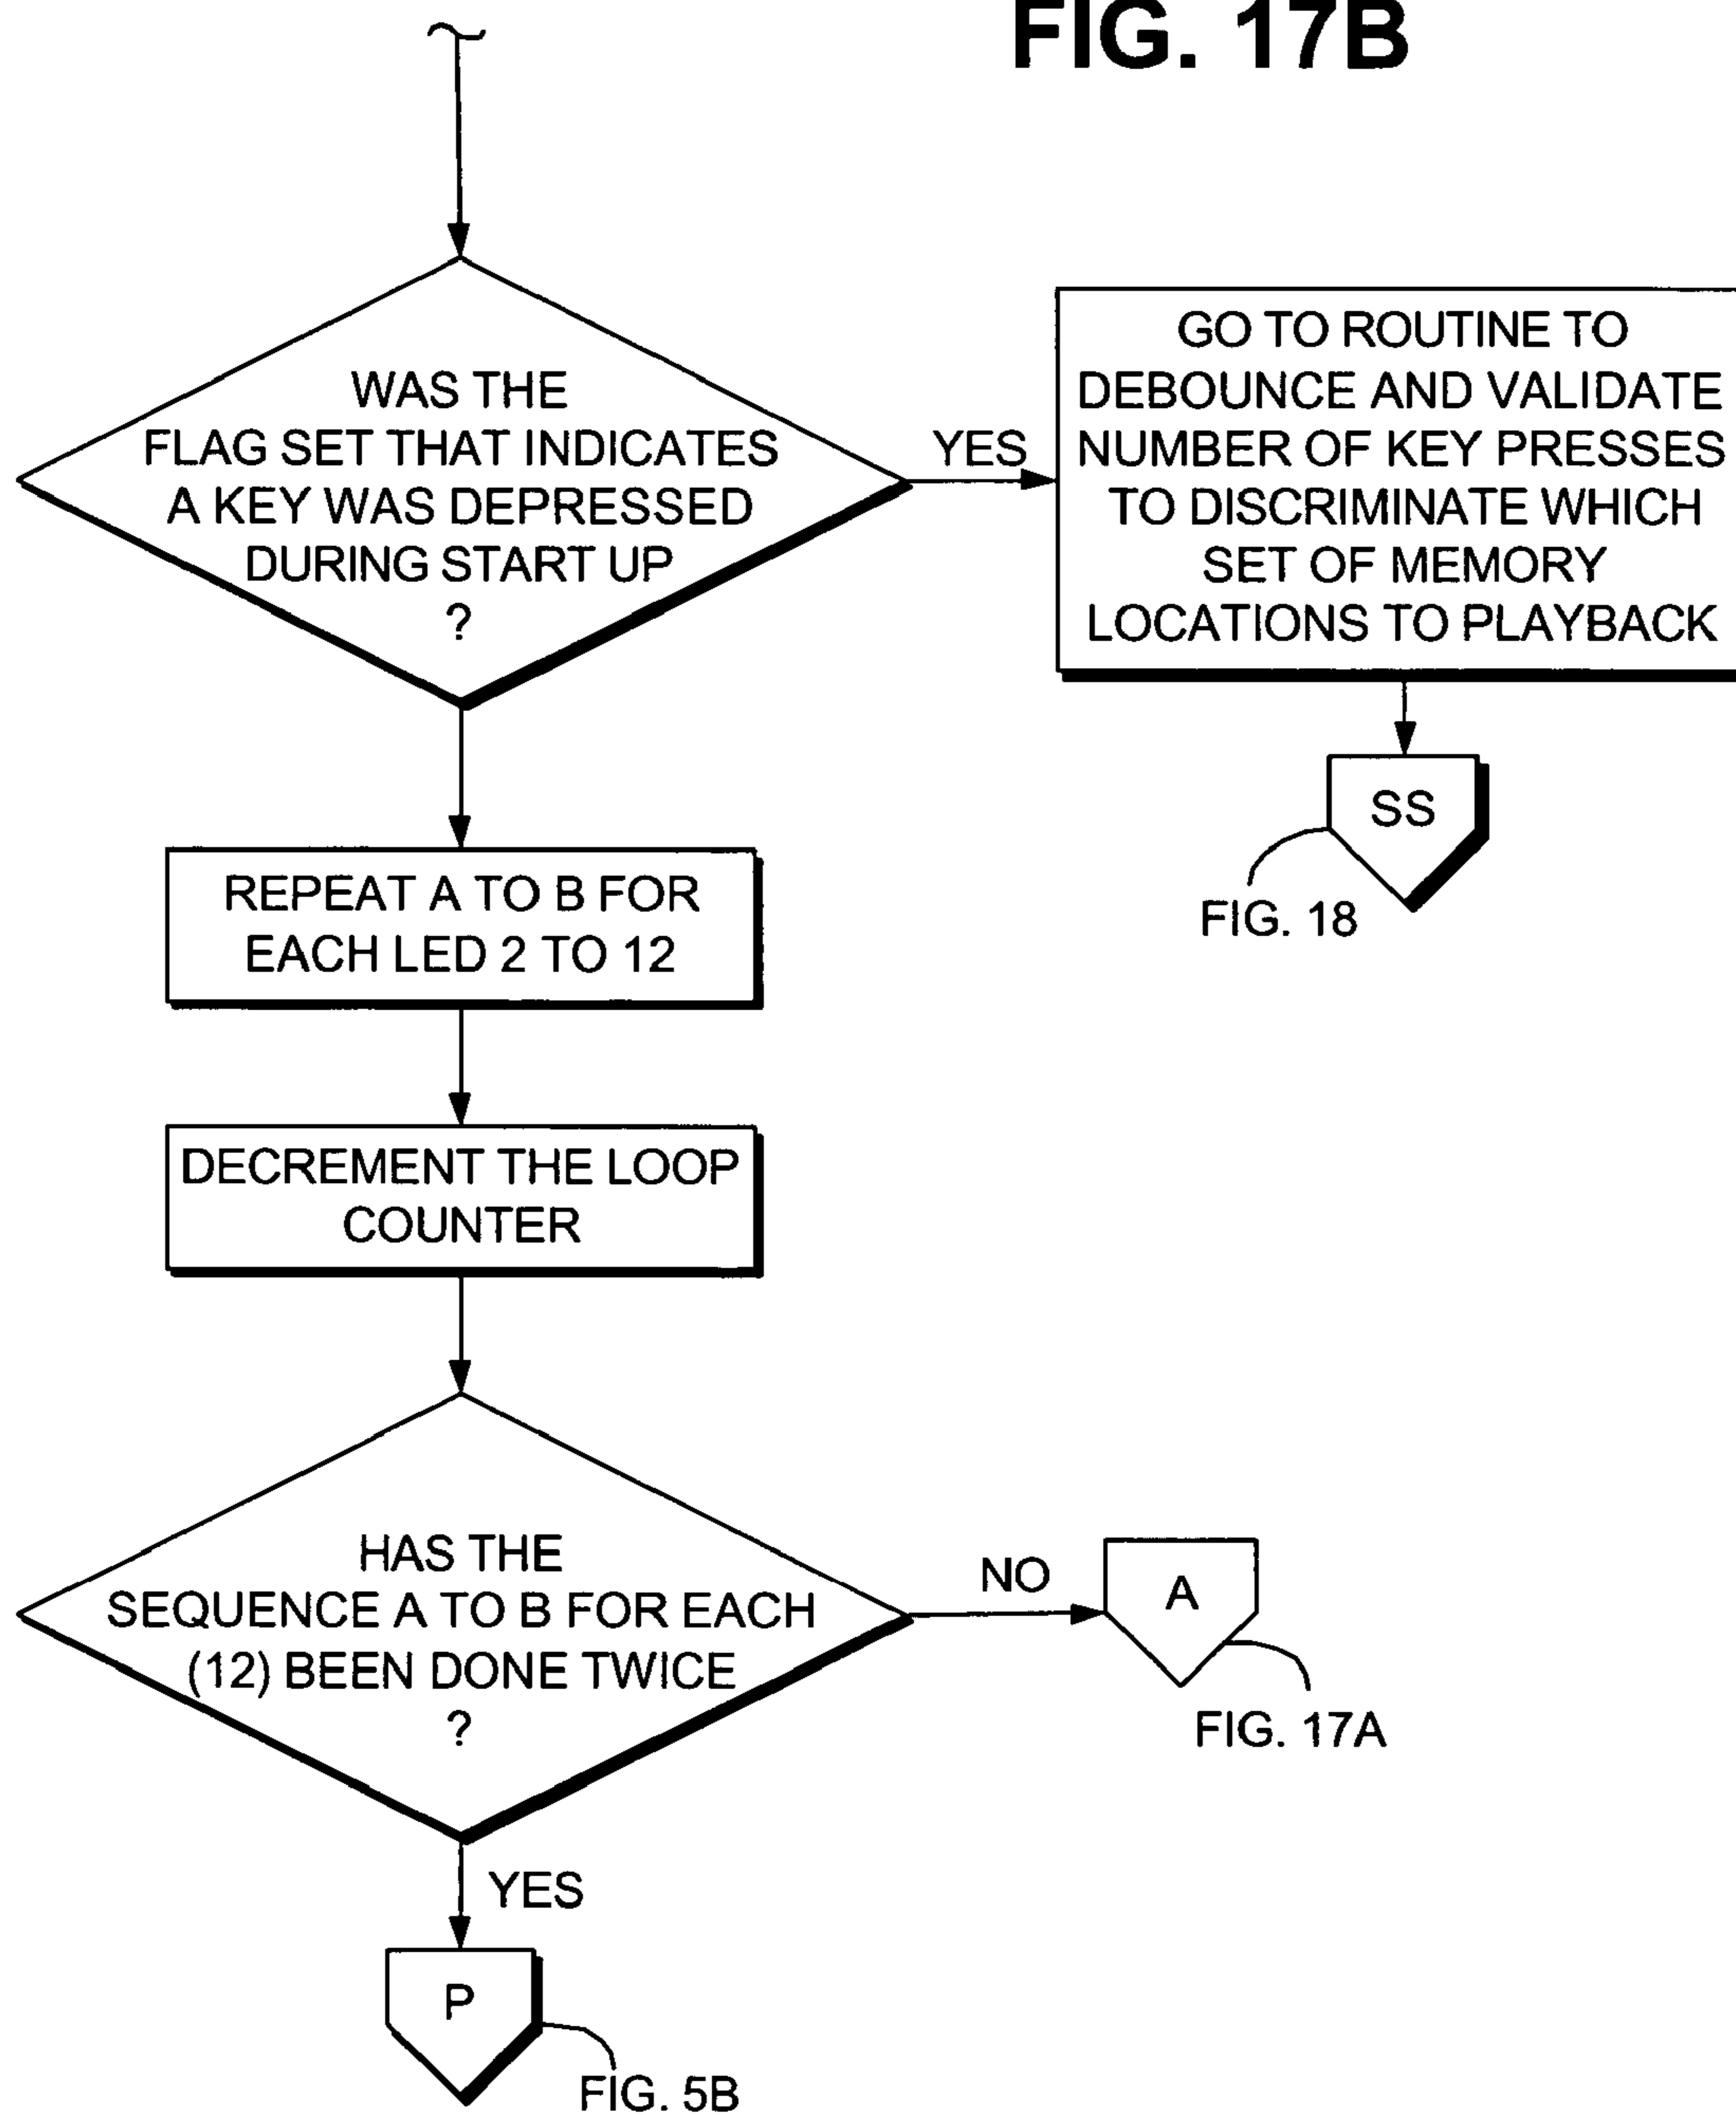 FIG. 17B
WAS THE
FLAG SET THAT INDICATES
A KEY WAS DEPRESSED
DURING START UP
?
YES
GO TO ROUTINE TO
DEBOUNCE AND VALIDATE
NUMBER OF KEY PRESSES
TO DISCRIMINATE WHICH
SET OF MEMORY
LOCATIONS TO PLAYBACK
SS
FIG. 18
REPEAT A TO B FOR
EACH LED 2 TO 12
DECREMENT THE LOOP
COUNTER
HAS THE
SEQUENCE A TO B FOR EACH
(12) BEEN DONE TWICE
?
NO
A
FIG. 17A
YES
P
FIG. 5B